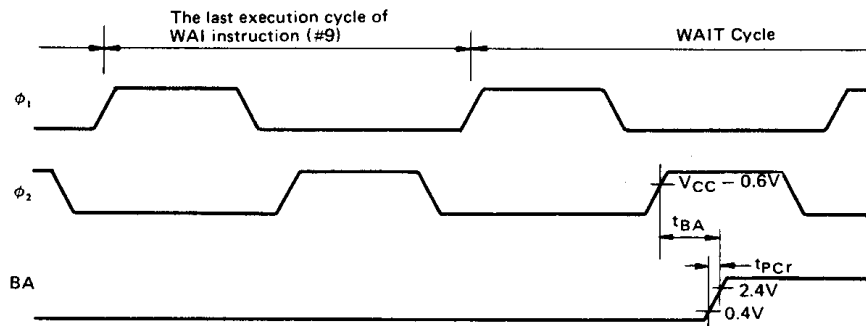 The last execution cycle of
WAI instruction (#9)
WAIT Cycle
ϕ₁
ϕ₂
VCC – 0.6V
tBA
tPCr
BA
2.4V
0.4V